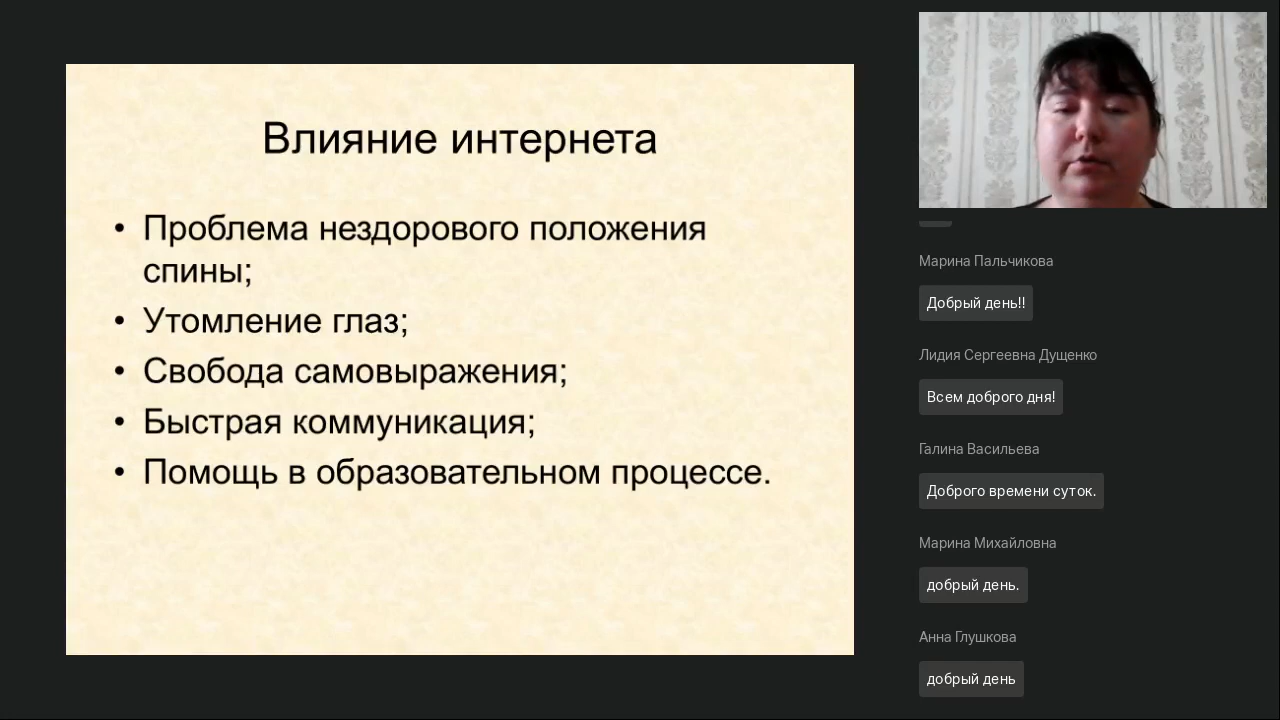 Влияние интернета
• Проблема нездорового положения
спины;
• Утомление глаз;
• Свобода самовыражения;
• Быстрая коммуникация;
• Помощь в образовательном процессе.
Марина Пальчикова
Добрый день!!
Лидия Сергеевна Дущенко
Всем доброго дня!
Галина Васильева
Доброго времени суток.
Марина Михайловна
добрый день.
Анна Глушкова
добрый день